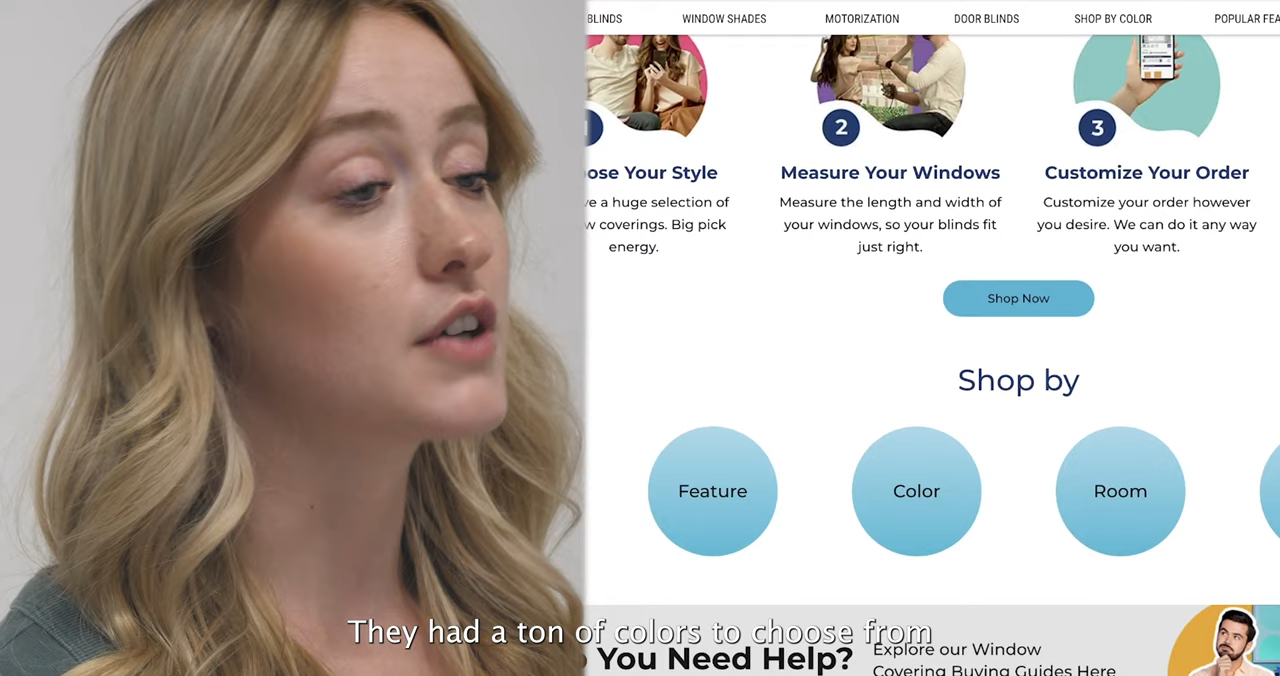 BLINDS WINDOW SHADES MOTORIZATION DOOR BLINDS SHOP BY COLOR POPULAR FEA
2 3
ose Your Style Measure Your Windows Customize Your Order
e a huge selection of Measure the length and width of Customize your order however
w coverings. Big pick your windows, so your blinds fit you desire. We can do it any way
energy. just right. you want.
Shop Now
Shop by
Feature Color Room
They had a ton of colors to choose from
You Need Help? Explore our Window
Covering Buying Guides Here